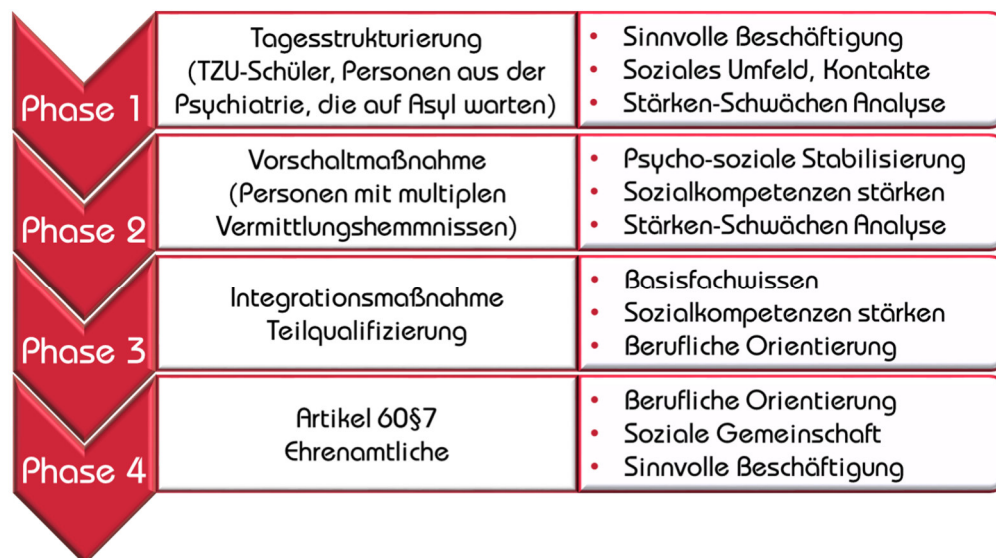 Phase 1
Tagesstrukturierung
(TZU-Schüler, Personen aus der
Psychiatrie, die auf Asyl warten)
• Sinnvolle Beschäftigung
• Soziales Umfeld, Kontakte
• Stärken-Schwächen Analyse
Phase 2
Vorschaltmaßnahme
(Personen mit multiplen
Vermittlungshemmnissen)
• Psycho-soziale Stabilisierung
• Sozialkompetenzen stärken
• Stärken-Schwächen Analyse
Phase 3
Integrationsmaßnahme
Teilqualifizierung
• Basisfachwissen
• Sozialkompetenzen stärken
• Berufliche Orientierung
Phase 4
Artikel 60§7
Ehrenamtliche
• Berufliche Orientierung
• Soziale Gemeinschaft
• Sinnvolle Beschäftigung